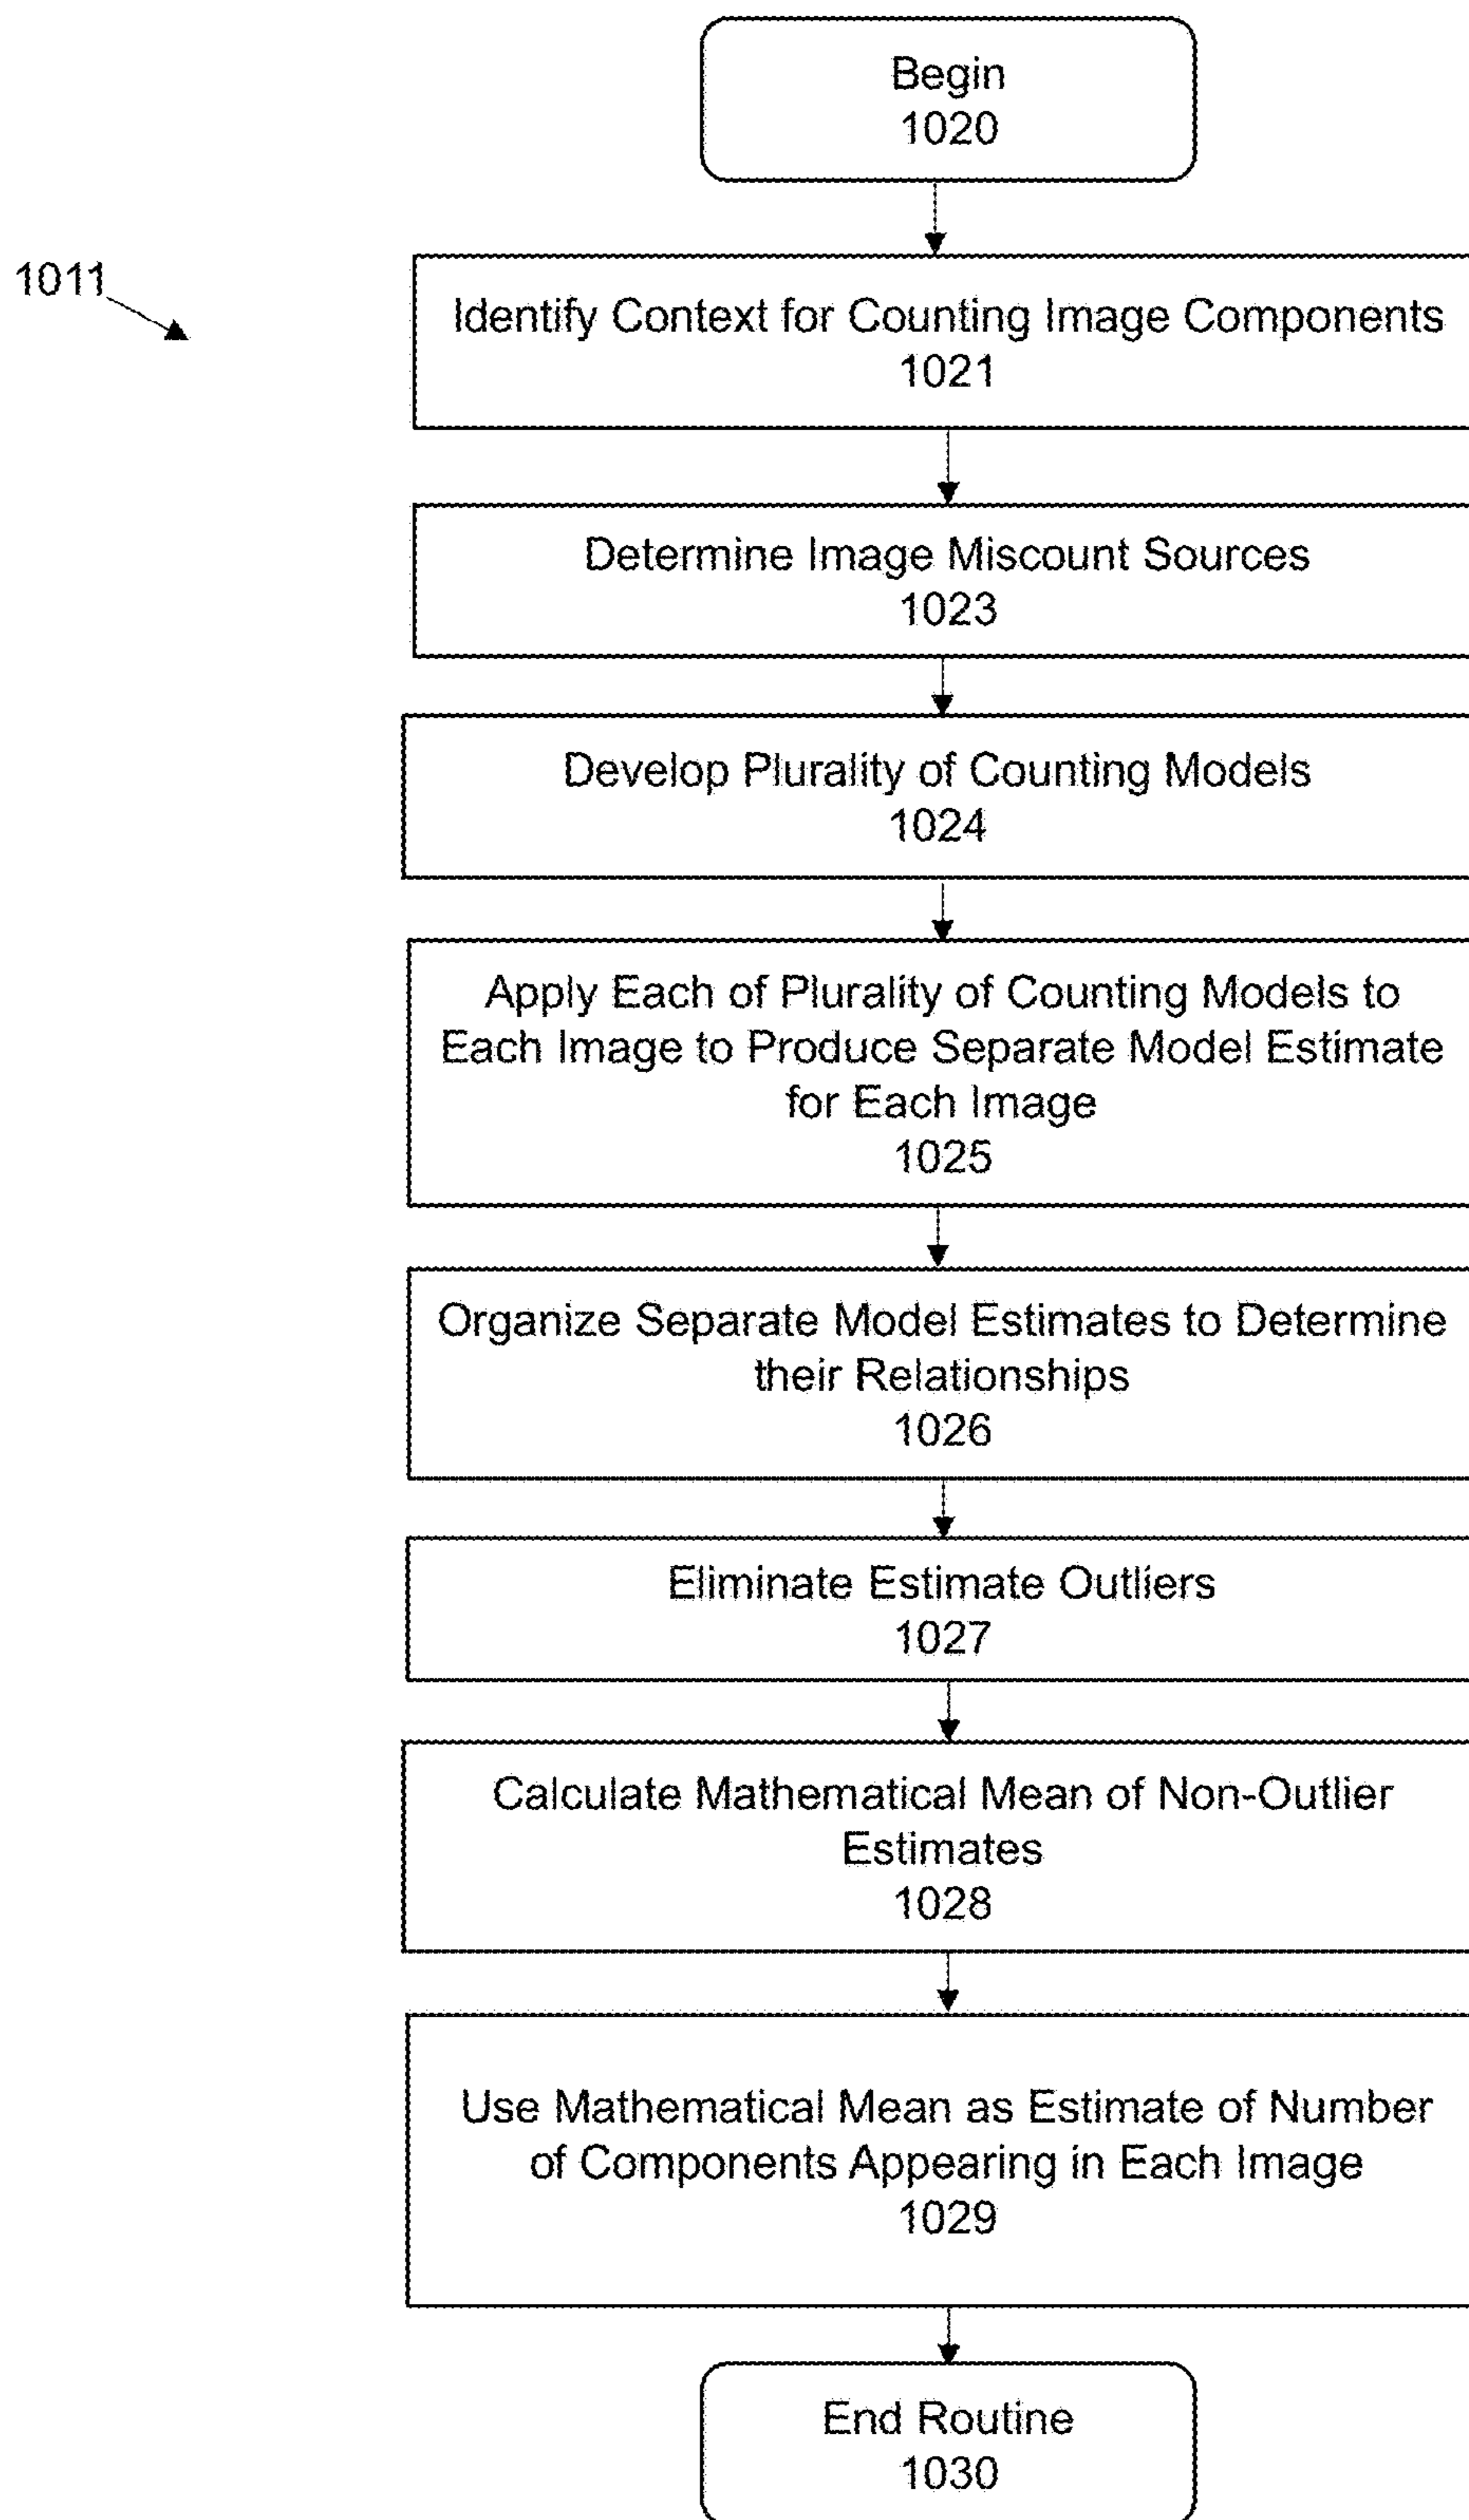 Begin
1020
1011
Identify Context for Counting Image Components
1021
Determine Image Miscount Sources
1023
Develop Plurality of Counting Models
1024
Apply Each of Plurality of Counting Models to
Each Image to Produce Separate Model Estimate
for Each Image
1025
Organize Separate Model Estimates to Determine
their Relationships
1026
Eliminate Estimate Outliers
1027
Calculate Mathematical Mean of Non-Outlier
Estimates
1028
Use Mathematical Mean as Estimate of Number
of Components Appearing in Each Image
1029
End Routine
1030